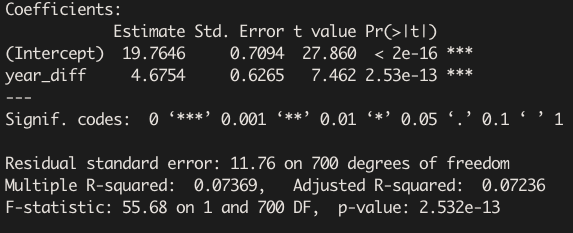 Coefficients:
            Estimate Std. Error t value Pr(>|t|)
(Intercept)  19.7646     0.7094  27.860  < 2e-16 ***
year_diff     4.6754     0.6265   7.462 2.53e-13 ***
---
Signif. codes:  0 ‘***’ 0.001 ‘**’ 0.01 ‘*’ 0.05 ‘.’ 0.1 ‘ ’ 1
Residual standard error: 11.76 on 700 degrees of freedom
Multiple R-squared:  0.07369,	Adjusted R-squared:  0.07236
F-statistic: 55.68 on 1 and 700 DF,  p-value: 2.532e-13